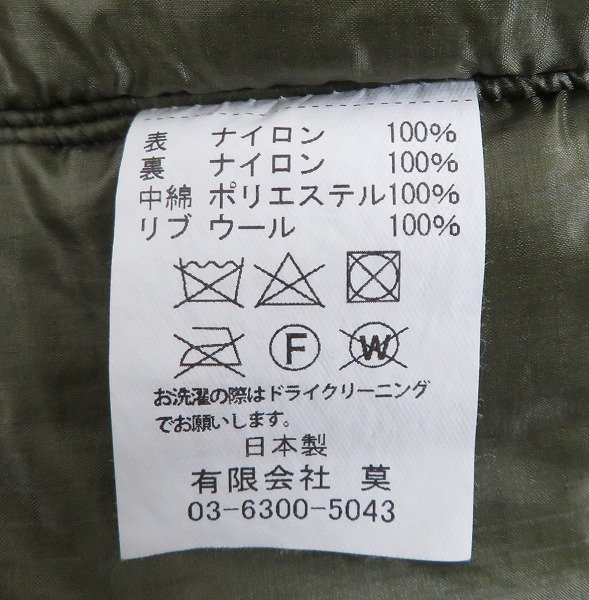 表 ナイロン 100%
裏 ナイロン 100%
中綿 ポリエステル100%
リブ ウール 100%
F W
お洗濯の際はドライクリーニング
でお願いします。
日本製
有限会社 莫
03-6300-5043